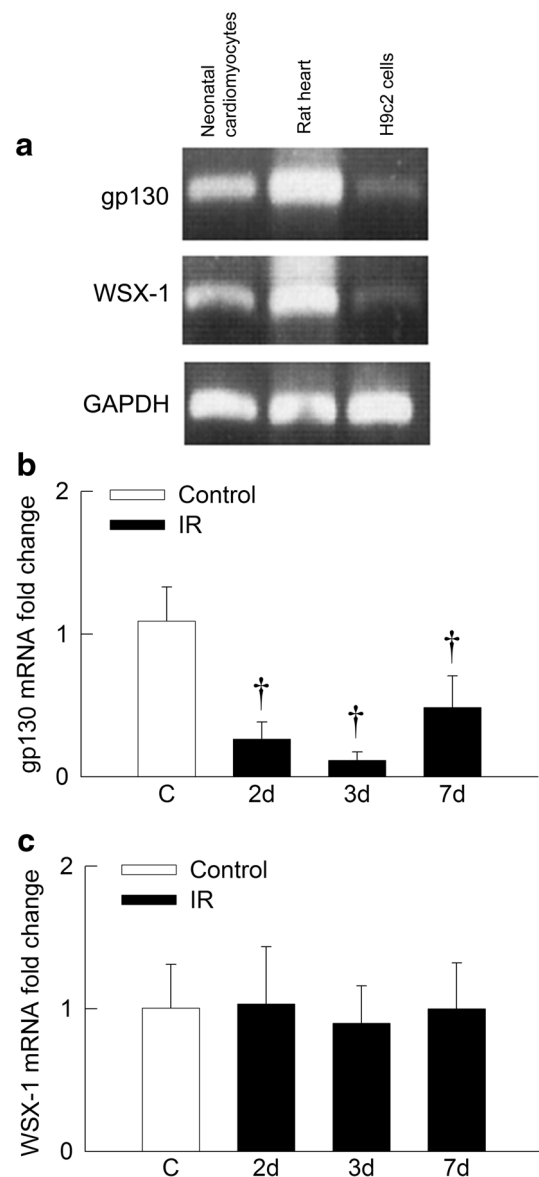 Neonatal
cardiomyocytes
Rat heart
H9c2 cells
a
gp130
WSX-1
GAPDH
b
gp130 mRNA fold change
2
1
0
Control
IR
†
†
†
C 2d 3d 7d
c
WSX-1 mRNA fold change
2
1
0
Control
IR
C 2d 3d 7d